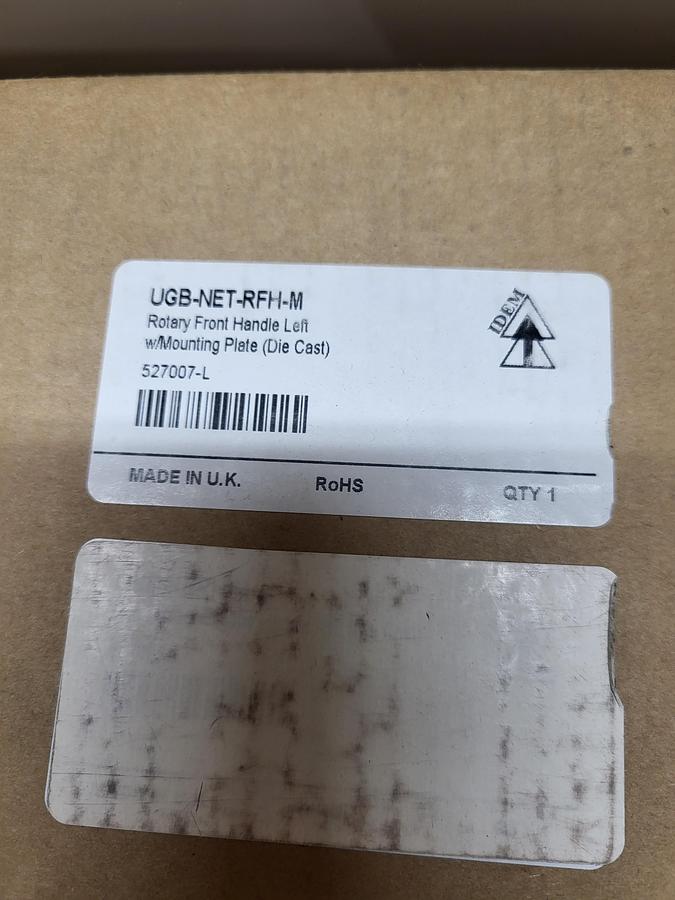 UGB-NET-RFH-M
Rotary Front Handle Left
w/Mounting Plate (Die Cast)
527007-L
IDEM
MADE IN U.K. RoHS QTY 1